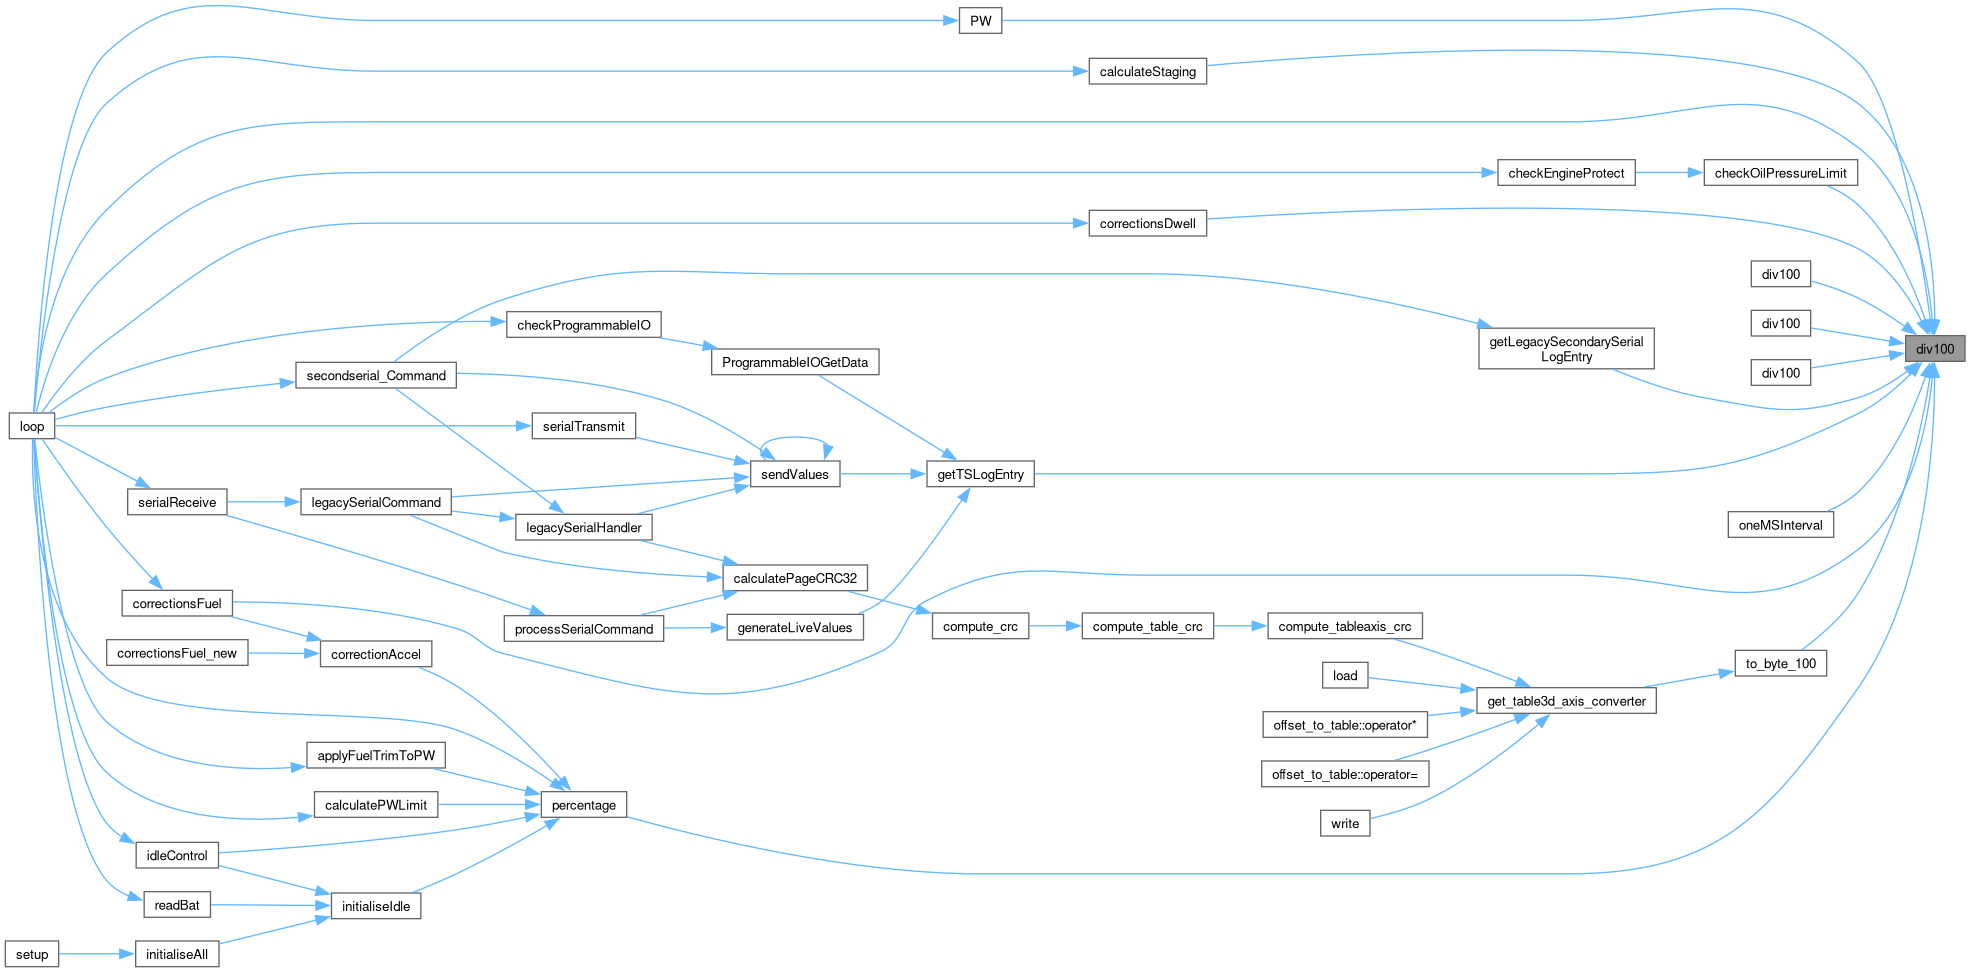 PW
calculateStaging
checkEngineProtect
checkOilPressureLimit
correctionsDwell
div100
div100
div100
div100
checkProgrammableIO
ProgrammableIOGetData
getLegacySecondarySerial
LogEntry
secondserial_Command
loop
serialTransmit
sendValues
getTSLogEntry
serialReceive
legacySerialCommand
legacySerialHandler
oneMSInterval
calculatePageCRC32
correctionsFuel
processSerialCommand
generateLiveValues
compute_crc
compute_table_crc
compute_tableaxis_crc
correctionsFuel_new
correctionAccel
to_byte_100
load
get_table3d_axis_converter
offset_to_table::operator*
applyFuelTrimToPW
offset_to_table::operator=
calculatePWLimit
percentage
write
idleControl
readBat
initialiseIdle
setup
initialiseAll